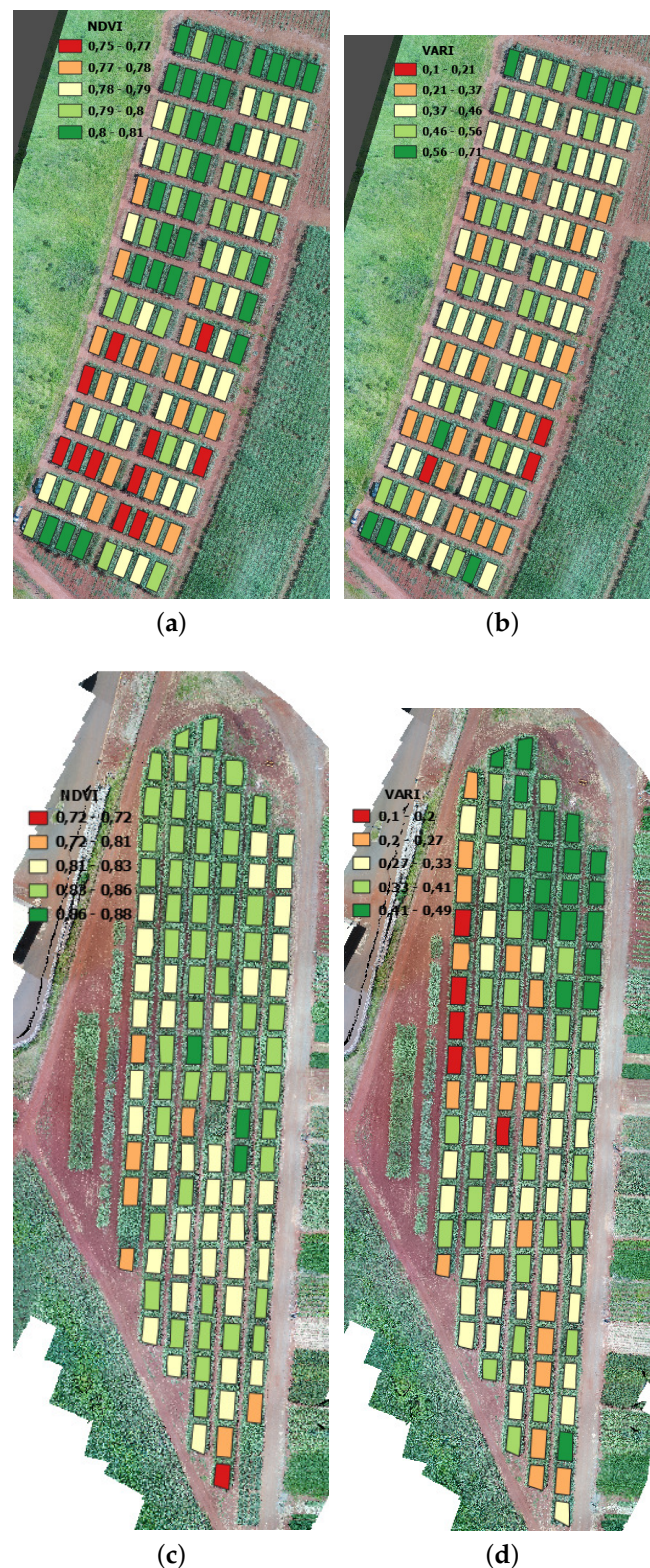 NDVI
0,75 - 0,77
0,77 - 0,78
0,78 - 0,79
0,79 - 0,8
0,8 - 0,81
VARI
0,1 - 0,21
0,21 - 0,37
0,37 - 0,46
0,46 - 0,56
0,56 - 0,71
(a)
(b)
NDVI
0,72 - 0,72
0,72 - 0,81
0,81 - 0,83
0,83 - 0,86
0,86 - 0,88
VARI
0,1 - 0,2
0,2 - 0,27
0,27 - 0,33
0,33 - 0,41
0,41 - 0,49
(c)
(d)